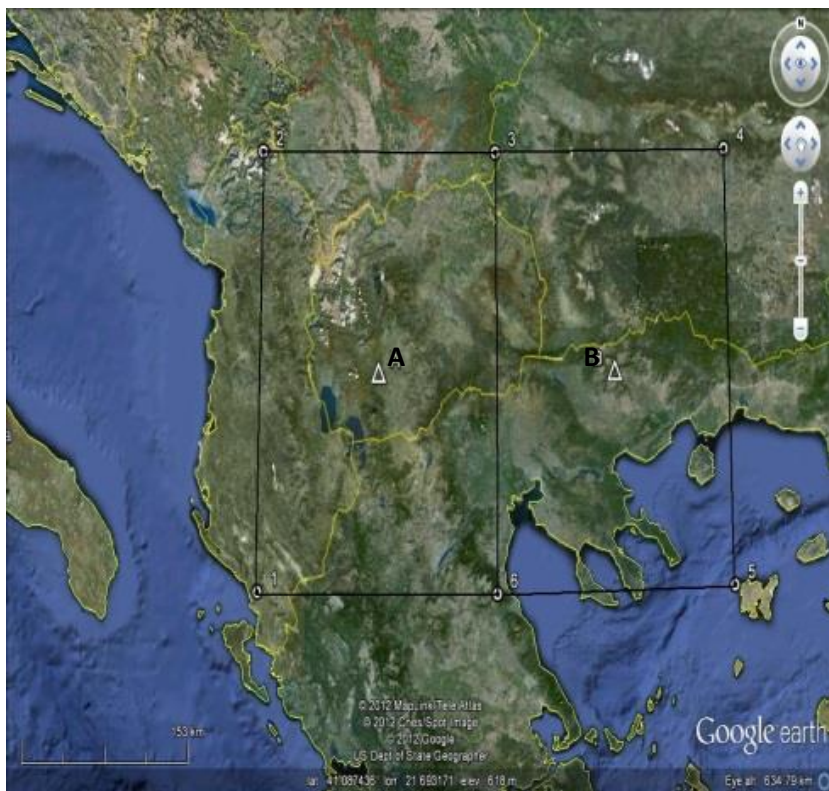 N
2
3
4
A
B
1
6
5
© 2012 MapLink/Tele Atlas
© 2012 Cnes/Spot Image
© 2012 Google
US Dept of State Geographer
Google earth
153 km
lat 41.087436 lon 21.693171 elev 618 m
Eye alt 634.79 km